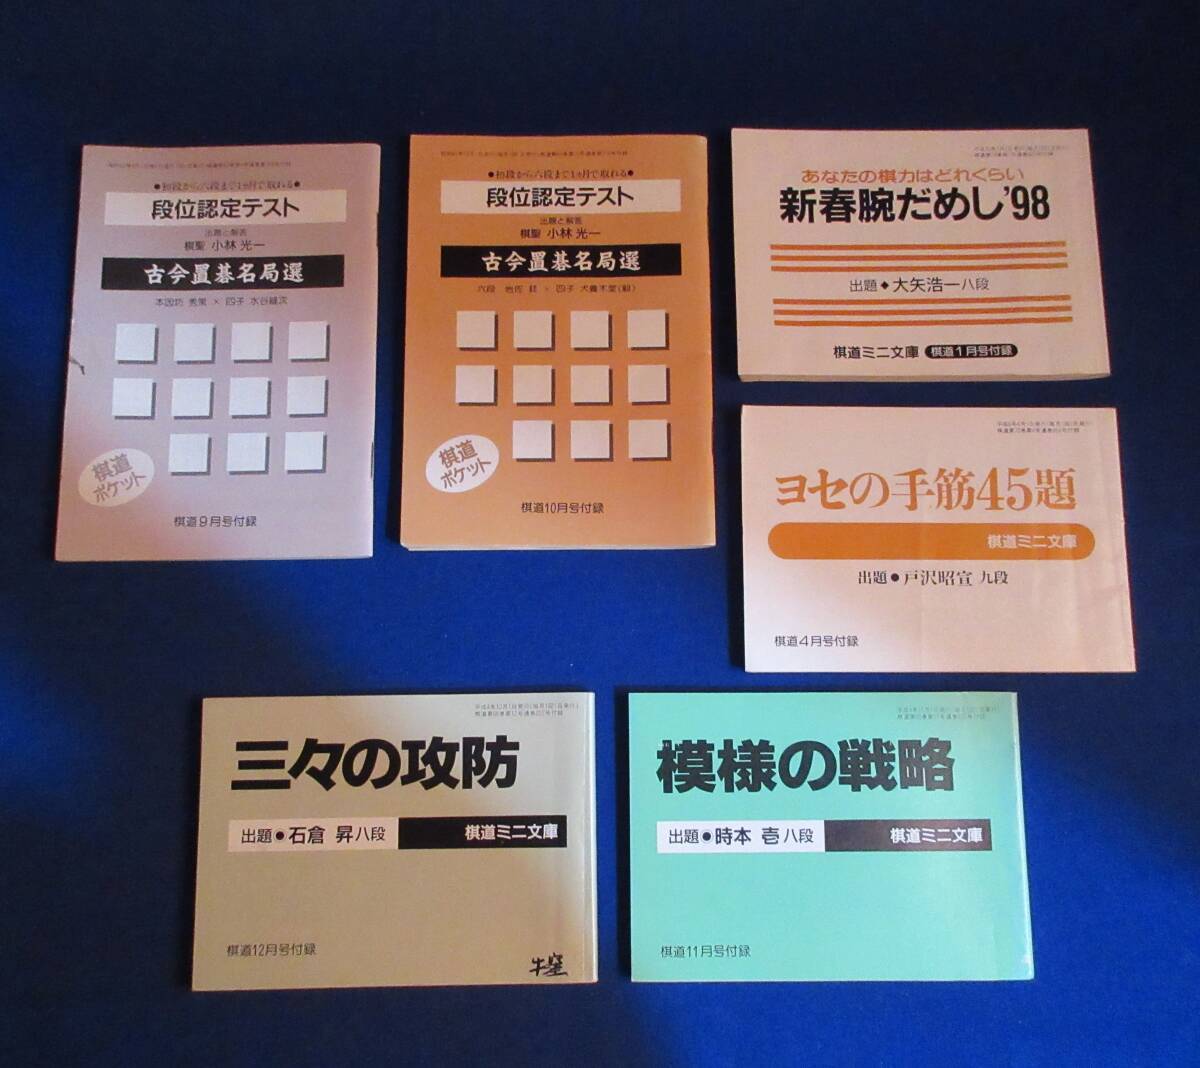 ●初段から六段まで1ヵ月で取れる●
段位認定テスト
出題と解答
棋聖 小林光一
古今置碁名局選
本因坊 秀策 × 四子 水谷縫次
棋道
ポケット
棋道9月号付録
●初段から六段まで1ヵ月で取れる●
段位認定テスト
出題と解答
棋聖 小林光一
古今置碁名局選
棋道
ポケット
棋道10月号付録
あなたの棋力はどれくらい
新春腕だめし'98
出題◆大矢浩一八段
棋道ミニ文庫 棋道1月号付録
ヨセの手筋45題
棋道ミニ文庫
出題●戸沢昭宣 九段
棋道4月号付録
三々の攻防
出題●石倉 昇八段 棋道ミニ文庫
棋道12月号付録
模様の戦略
出題●時本 壱八段 棋道ミニ文庫
棋道11月号付録